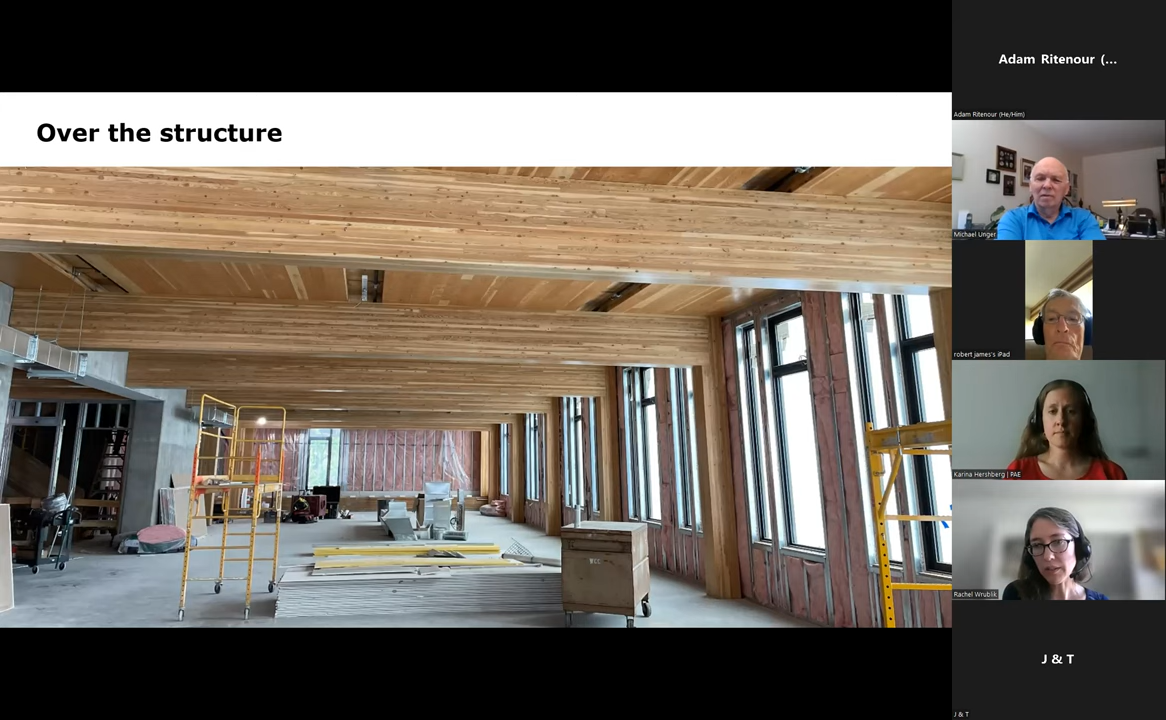 Over the structure
Adam Ritenour (...
Adam Ritenour (He/Him)
Michael Unger
robert james's iPad
Karina Hershberg | PAE
Rachel Wrublik
J & T
J & T